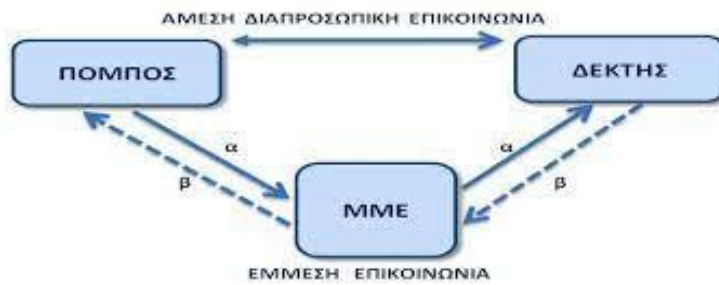 ΑΜΕΣΗ ΔΙΑΠΡΟΣΩΠΙΚΗ ΕΠΙΚΟΙΝΩΝΙΑ
ΠΟΜΠΟΣ
ΔΕΚΤΗΣ
α
α
β
β
ΜΜΕ
ΕΜΜΕΣΗ ΕΠΙΚΟΙΝΩΝΙΑ